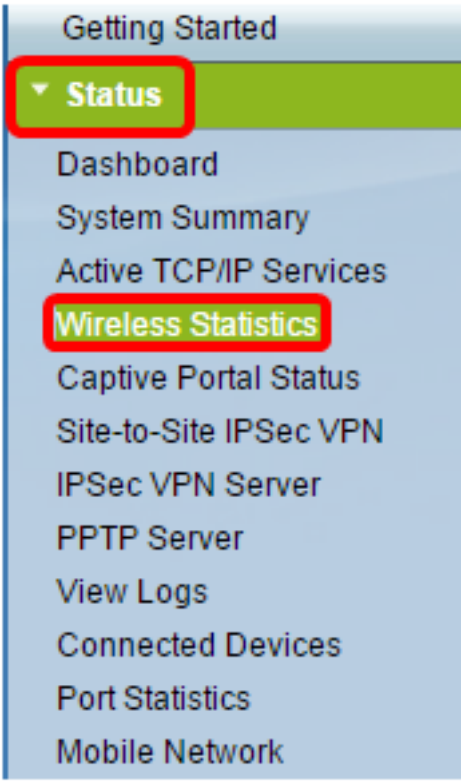 Getting Started
Status
Dashboard
System Summary
Active TCP/IP Services
Wireless Statistics
Captive Portal Status
Site-to-Site IPSec VPN
IPSec VPN Server
PPTP Server
View Logs
Connected Devices
Port Statistics
Mobile Network